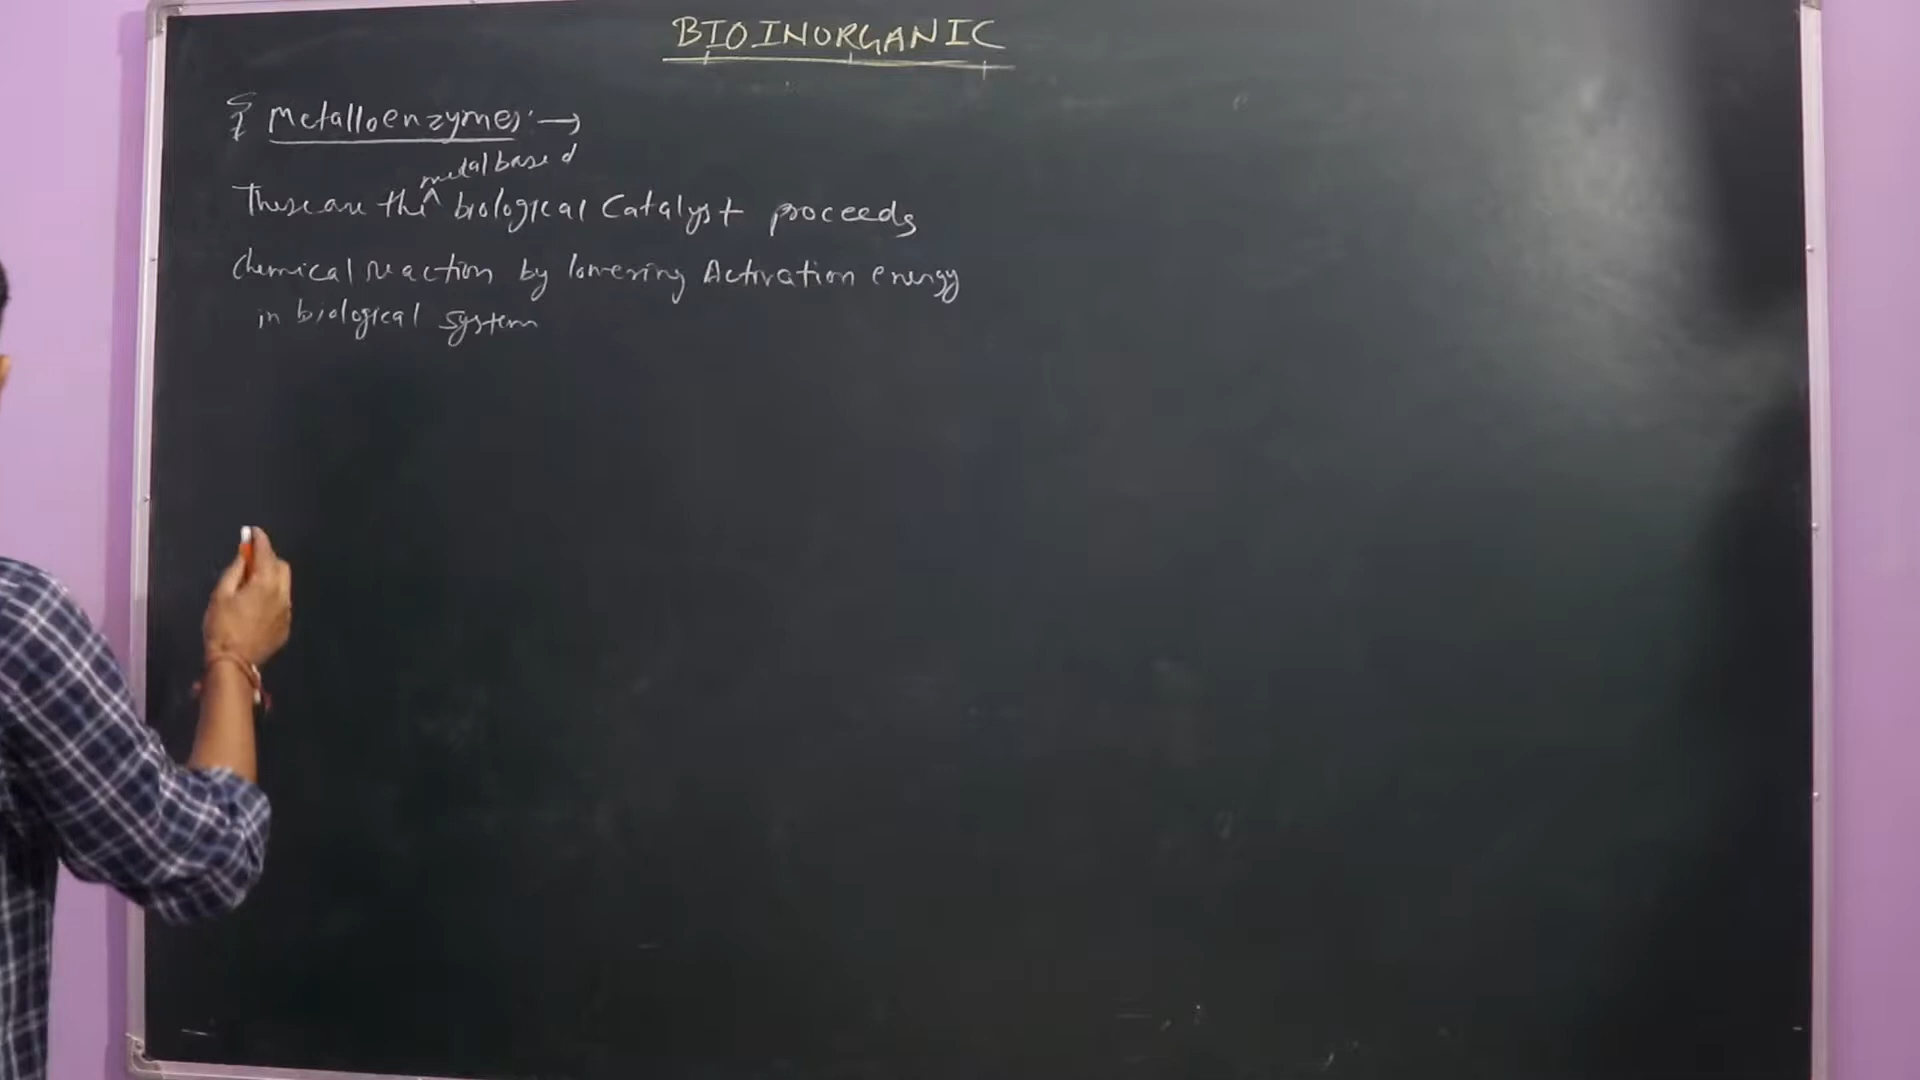 BIOINORGANIC
Metalloenzymes:→
metal based
These are the ^ biological Catalyst proceeds
Chemical reaction by lowering Activation energy
in biological system